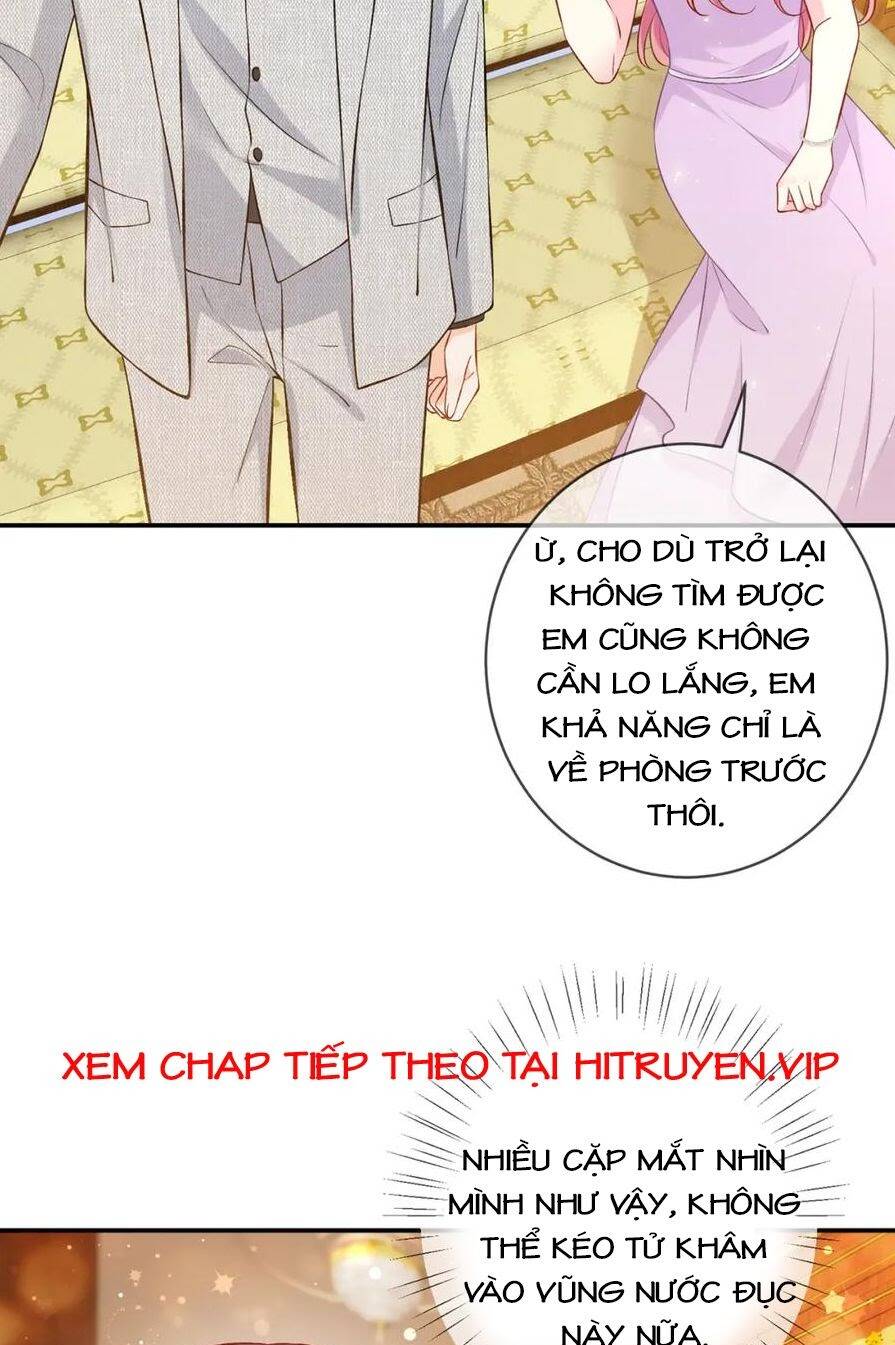 Ừ, CHO DÙ TRỞ LẠI
KHÔNG TÌM ĐƯỢC
EM CŨNG KHÔNG
CẦN LO LẮNG, EM
KHẢ NĂNG CHỈ LÀ
VỀ PHÒNG TRƯỚC
THÔI.
XEM CHAP TIẾP THEO TẠI HITRUYEN.VIP
NHIỀU CẶP MẮT NHÌN
MÌNH NHƯ VẬY, KHÔNG
THỂ KÉO TỬ KHÂM
VÀO VŨNG NƯỚC ĐỤC
NÀY NỮA.